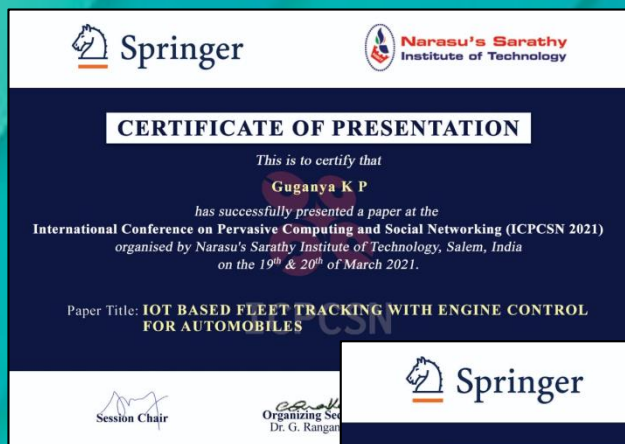 Springer
Narasu's Sarathy
Institute of Technology
CERTIFICATE OF PRESENTATION
This is to certify that
Guganya K P
has successfully presented a paper at the
International Conference on Pervasive Computing and Social Networking (ICPCSN 2021)
organised by Narasu's Sarathy Institute of Technology, Salem, India
on the 19th & 20th of March 2021.
Paper Title: IOT BASED FLEET TRACKING WITH ENGINE CONTROL
FOR AUTOMOBILES
ICPCSN
Session Chair
Organizing Sec
Dr. G. Rangan
Springer